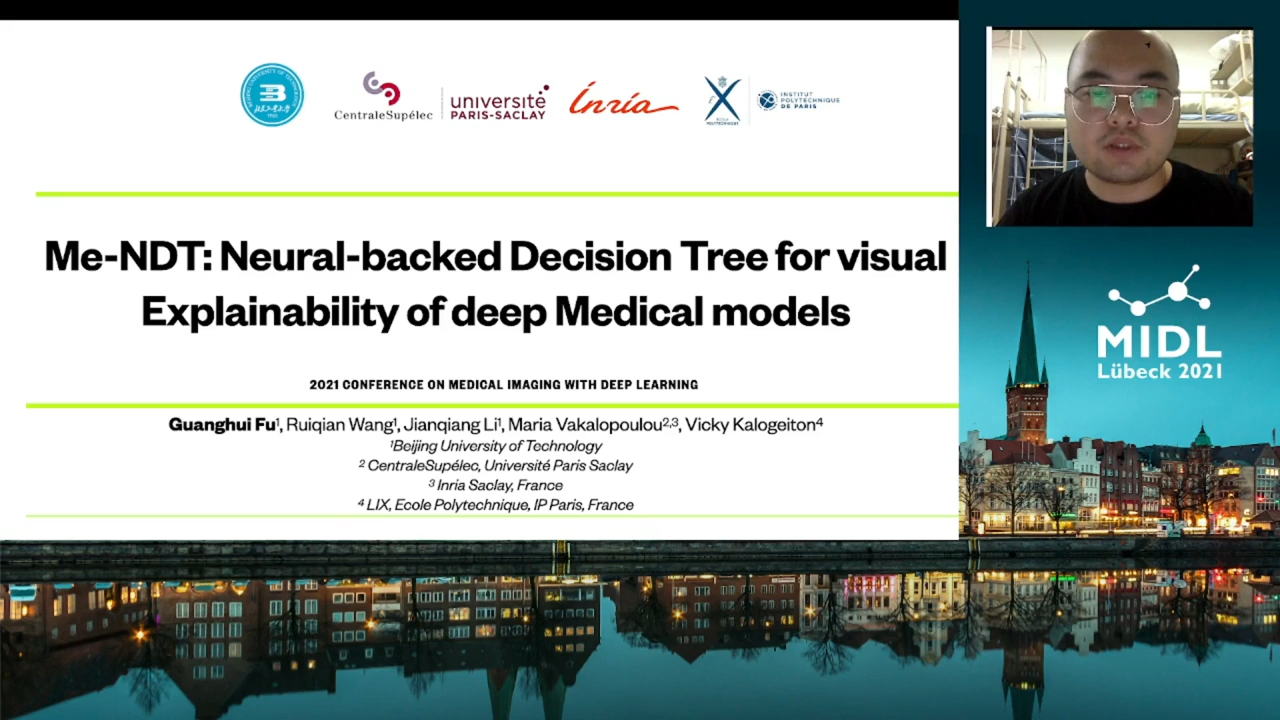 CentraleSupélec
université
PARIS-SACLAY
Inria
INSTITUT
POLYTECHNIQUE
DE PARIS
Me-NDT: Neural-backed Decision Tree for visual
Explainability of deep Medical models
2021 CONFERENCE ON MEDICAL IMAGING WITH DEEP LEARNING
Guanghui Fu¹, Ruiqian Wang¹, Jianqiang Li¹, Maria Vakalopoulou²,³, Vicky Kalogeiton⁴
¹Beijing University of Technology
² CentraleSupélec, Université Paris Saclay
³ Inria Saclay, France
⁴ LIX, Ecole Polytechnique, IP Paris, France
MIDL
Lübeck 2021